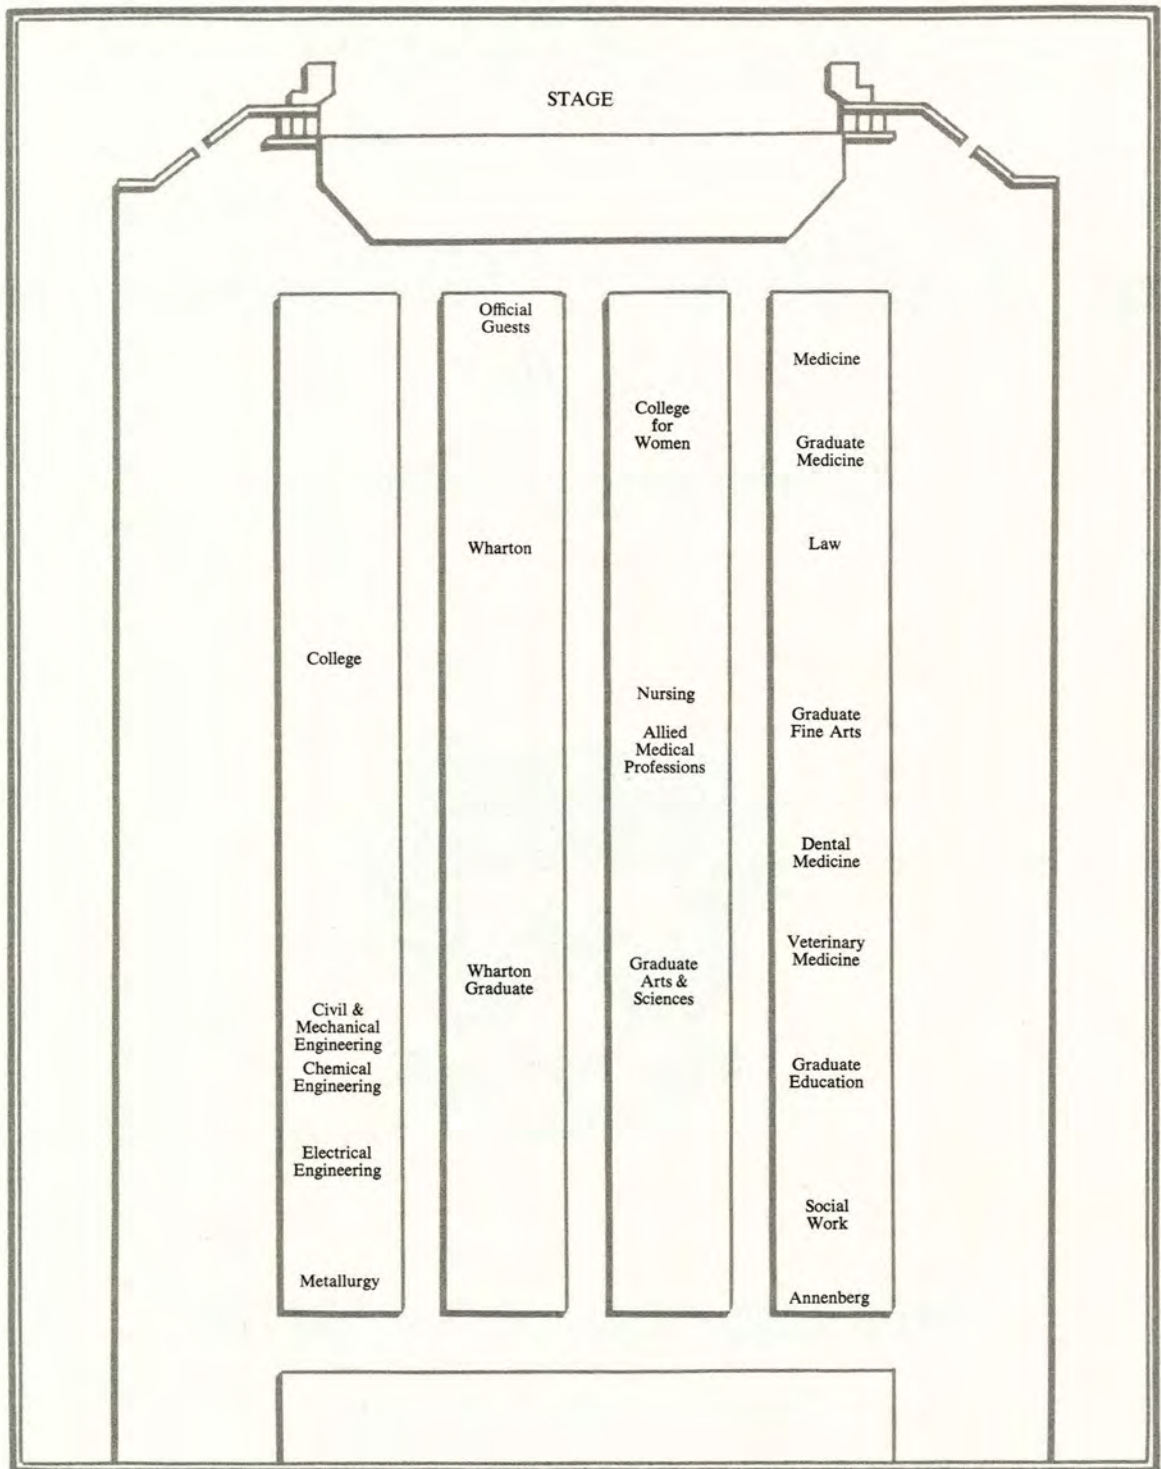 STAGE
College
Civil &
Mechanical
Engineering
Chemical
Engineering
Electrical
Engineering
Metallurgy
Official
Guests
Wharton
Wharton
Graduate
College
for
Women
Nursing
Allied
Medical
Professions
Graduate
Arts &
Sciences
Medicine
Graduate
Medicine
Law
Graduate
Fine Arts
Dental
Medicine
Veterinary
Medicine
Graduate
Education
Social
Work
Annenberg